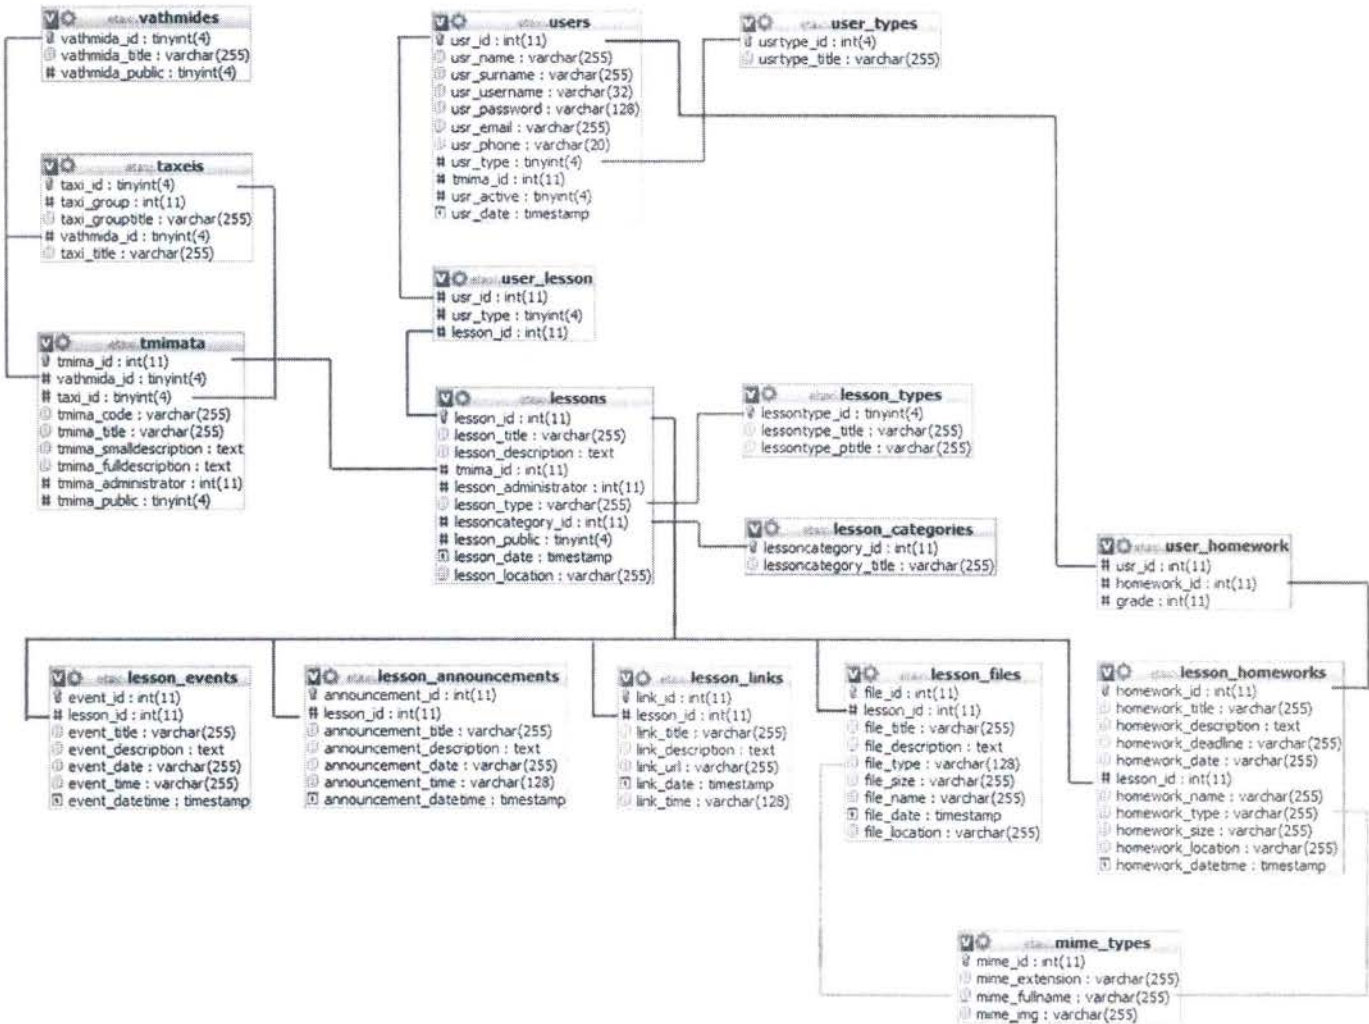 vathmides
vathmida_id : tinyint(4)
vathmida_title : varchar(255)
# vathmida_public : tinyint(4)
users
usr_id : int(11)
usr_name : varchar(255)
usr_surname : varchar(255)
usr_username : varchar(32)
usr_password : varchar(128)
usr_email : varchar(255)
usr_phone : varchar(20)
# usr_type : tinyint(4)
# tmima_id : int(11)
# usr_active : tinyint(4)
usr_date : timestamp
user_types
usrtype_id : int(4)
usrtype_title : varchar(255)
taxeis
taxi_id : tinyint(4)
# taxi_group : int(11)
taxi_grouptitle : varchar(255)
# vathmida_id : tinyint(4)
taxi_title : varchar(255)
user_lesson
# usr_id : int(11)
# usr_type : tinyint(4)
# lesson_id : int(11)
tmimata
tmima_id : int(11)
# vathmida_id : tinyint(4)
# taxi_id : tinyint(4)
tmima_code : varchar(255)
tmima_title : varchar(255)
tmima_smalldescription : text
tmima_fulldescription : text
# tmima_administrator : int(11)
# tmima_public : tinyint(4)
lessons
lesson_id : int(11)
lesson_title : varchar(255)
lesson_description : text
# tmima_id : int(11)
# lesson_administrator : int(11)
lesson_type : varchar(255)
# lessoncategory_id : int(11)
# lesson_public : tinyint(4)
lesson_date : timestamp
lesson_location : varchar(255)
lesson_types
lessontype_id : tinyint(4)
lessontype_title : varchar(255)
lessontype_ptitle : varchar(255)
lesson_categories
lessoncategory_id : int(11)
lessoncategory_title : varchar(255)
user_homework
# usr_id : int(11)
# homework_id : int(11)
# grade : int(11)
lesson_events
event_id : int(11)
# lesson_id : int(11)
event_title : varchar(255)
event_description : text
event_date : varchar(255)
event_time : varchar(255)
event_datetime : timestamp
lesson_announcements
announcement_id : int(11)
# lesson_id : int(11)
announcement_title : varchar(255)
announcement_description : text
announcement_date : varchar(255)
announcement_time : varchar(128)
announcement_datetime : timestamp
lesson_links
link_id : int(11)
# lesson_id : int(11)
link_title : varchar(255)
link_description : text
link_url : varchar(255)
link_date : timestamp
link_time : varchar(128)
lesson_files
file_id : int(11)
# lesson_id : int(11)
file_title : varchar(255)
file_description : text
file_type : varchar(128)
file_size : varchar(255)
file_name : varchar(255)
file_date : timestamp
file_location : varchar(255)
lesson_homeworks
homework_id : int(11)
homework_title : varchar(255)
homework_description : text
homework_deadline : varchar(255)
homework_date : varchar(255)
# lesson_id : int(11)
homework_name : varchar(255)
homework_type : varchar(255)
homework_size : varchar(255)
homework_location : varchar(255)
homework_datetime : timestamp
mime_types
mime_id : int(11)
mime_extension : varchar(255)
mime_fullname : varchar(255)
mime_img : varchar(255)